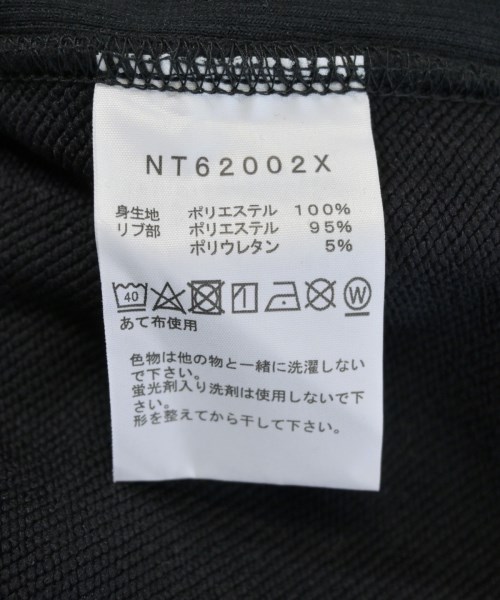 NT62002X
身生地 ポリエステル 100%
リブ部 ポリエステル 95%
ポリウレタン 5%
40 W
あて布使用
色物は他の物と一緒に洗濯しない
で下さい。
蛍光剤入り洗剤は使用しないで下
さい。
形を整えてから干して下さい。